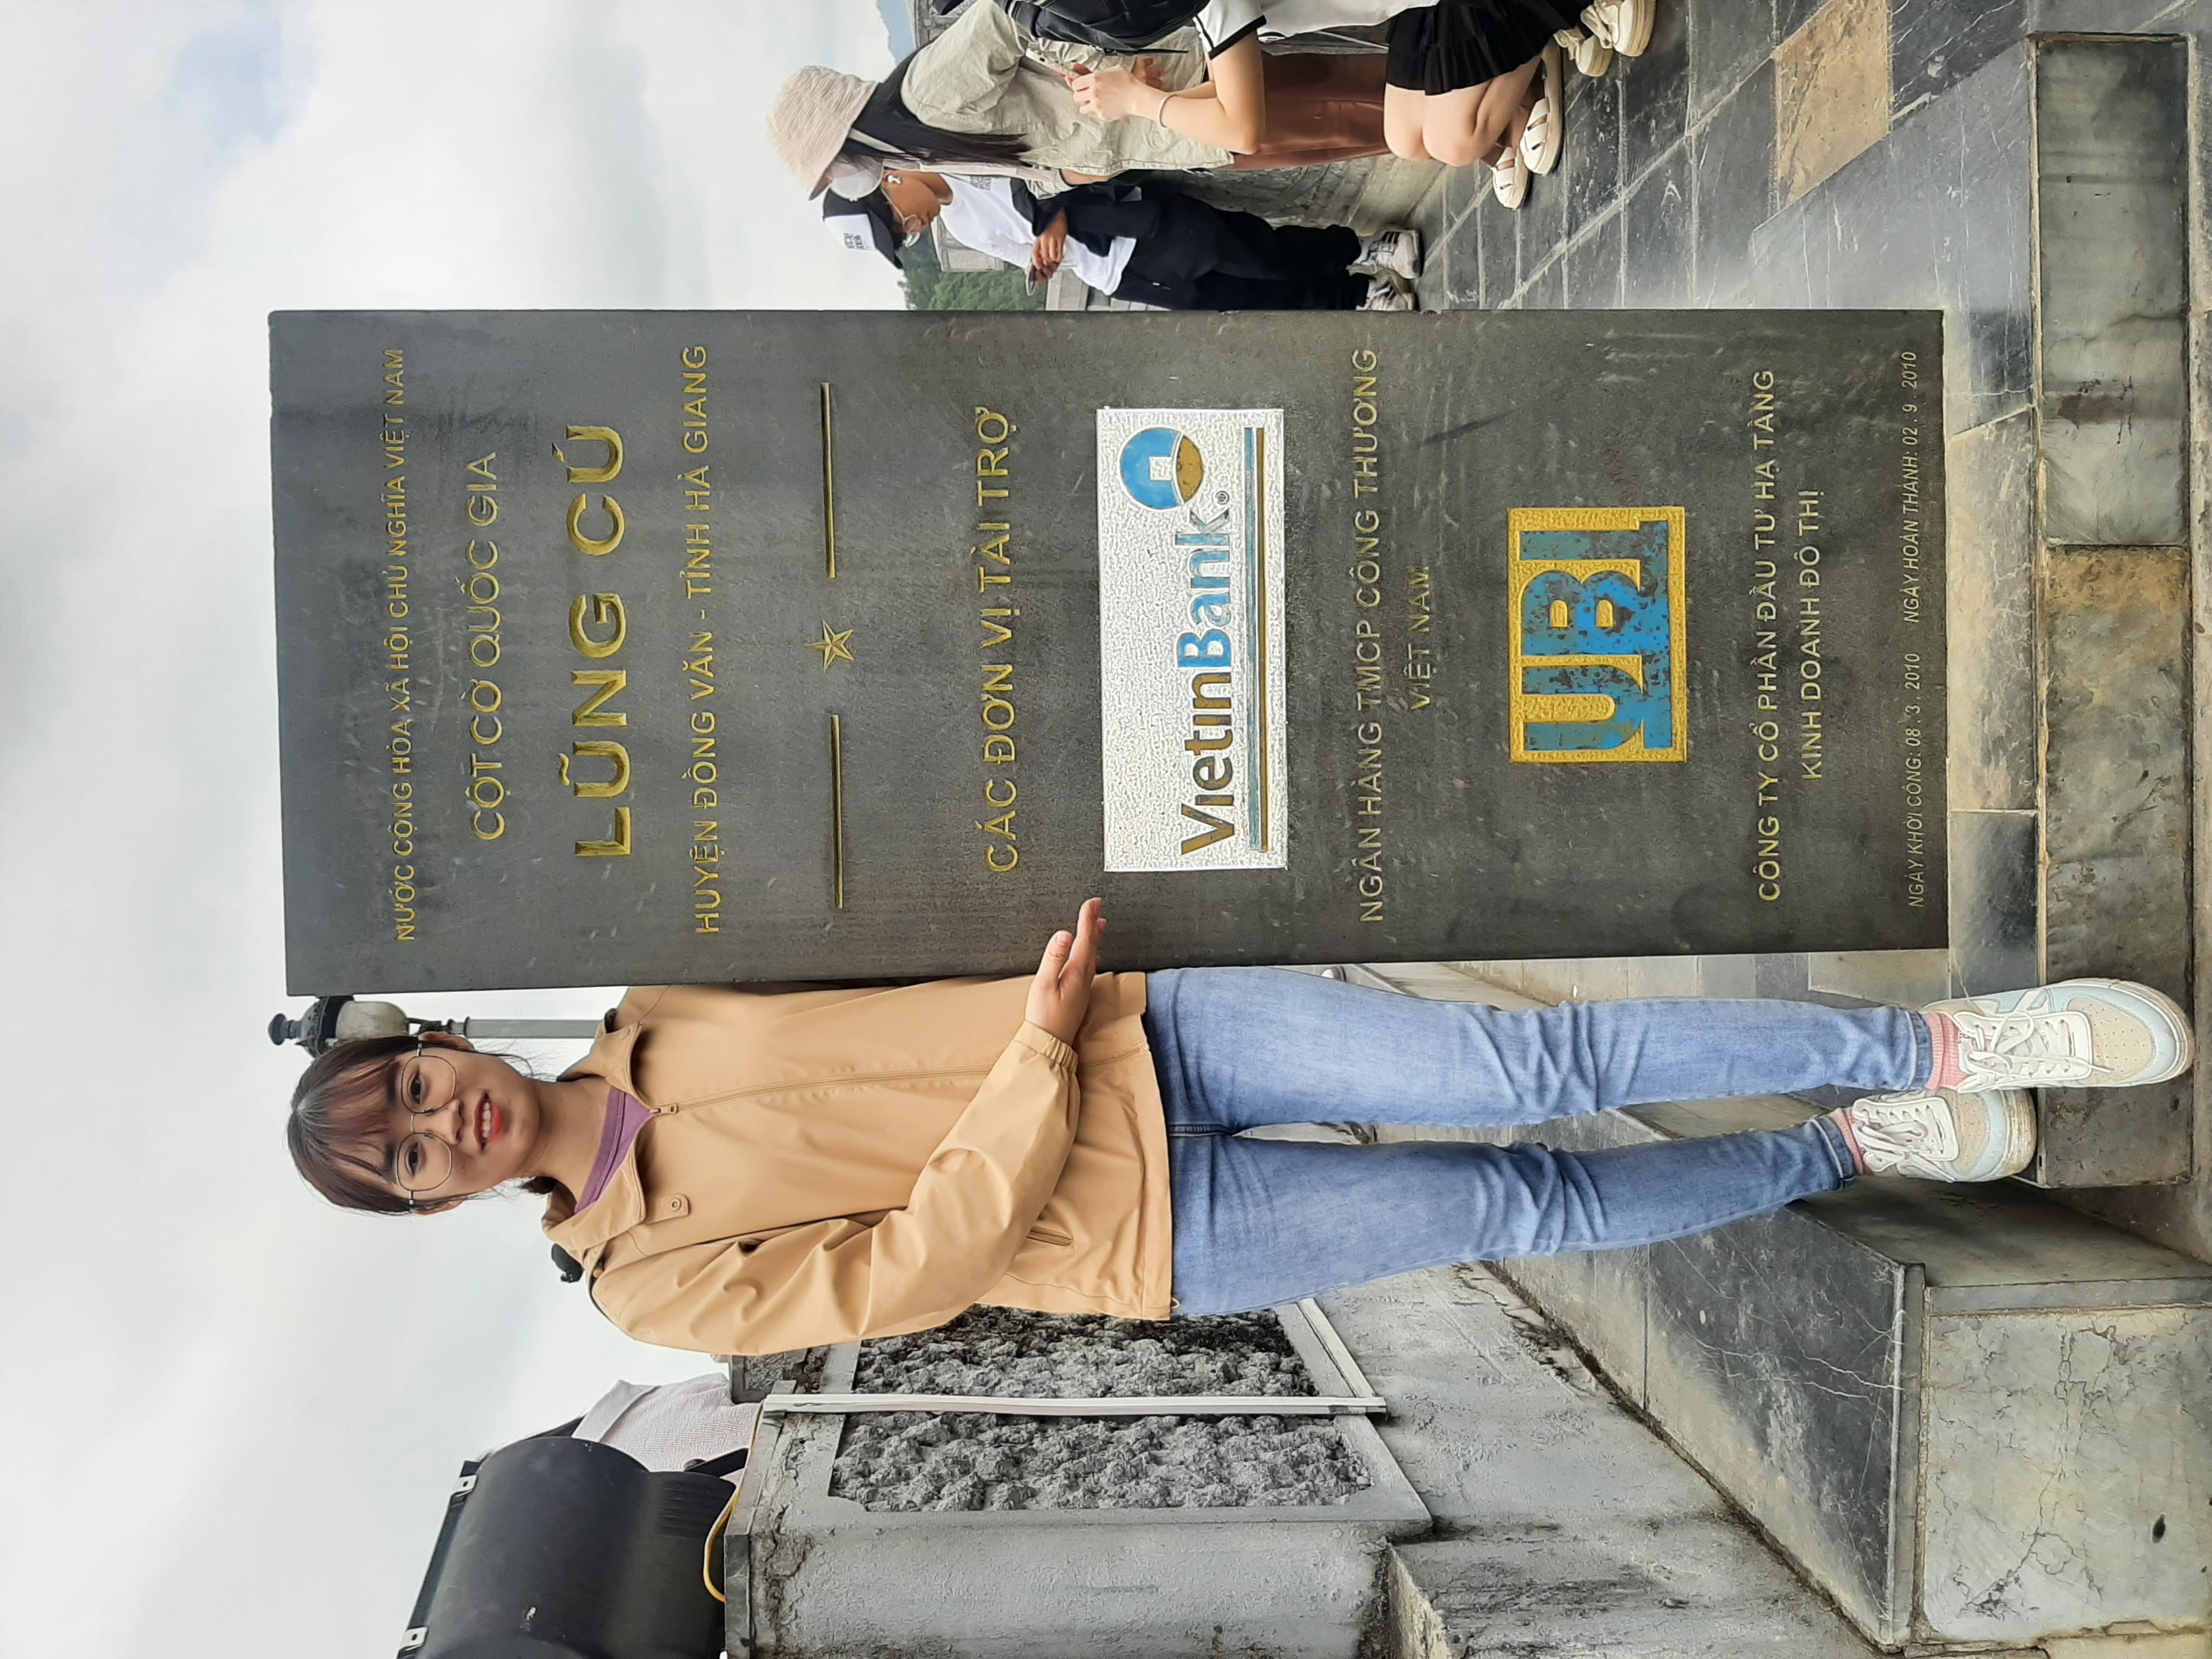 NƯỚC CỘNG HÒA XÃ HỘI CHỦ NGHĨA VIỆT NAM
CỘT CỜ QUỐC GIA
LŨNG CÚ
HUYỆN ĐỒNG VĂN - TỈNH HÀ GIANG
CÁC ĐƠN VỊ TÀI TRỢ
VietinBank®
NGÂN HÀNG TMCP CÔNG THƯƠNG
VIỆT NAM
UBI
CÔNG TY CỔ PHẦN ĐẦU TƯ HẠ TẦNG
KINH DOANH ĐÔ THỊ
NGÀY KHỞI CÔNG: 08 . 3 . 2010 NGÀY HOÀN THÀNH: 02 . 9 . 2010